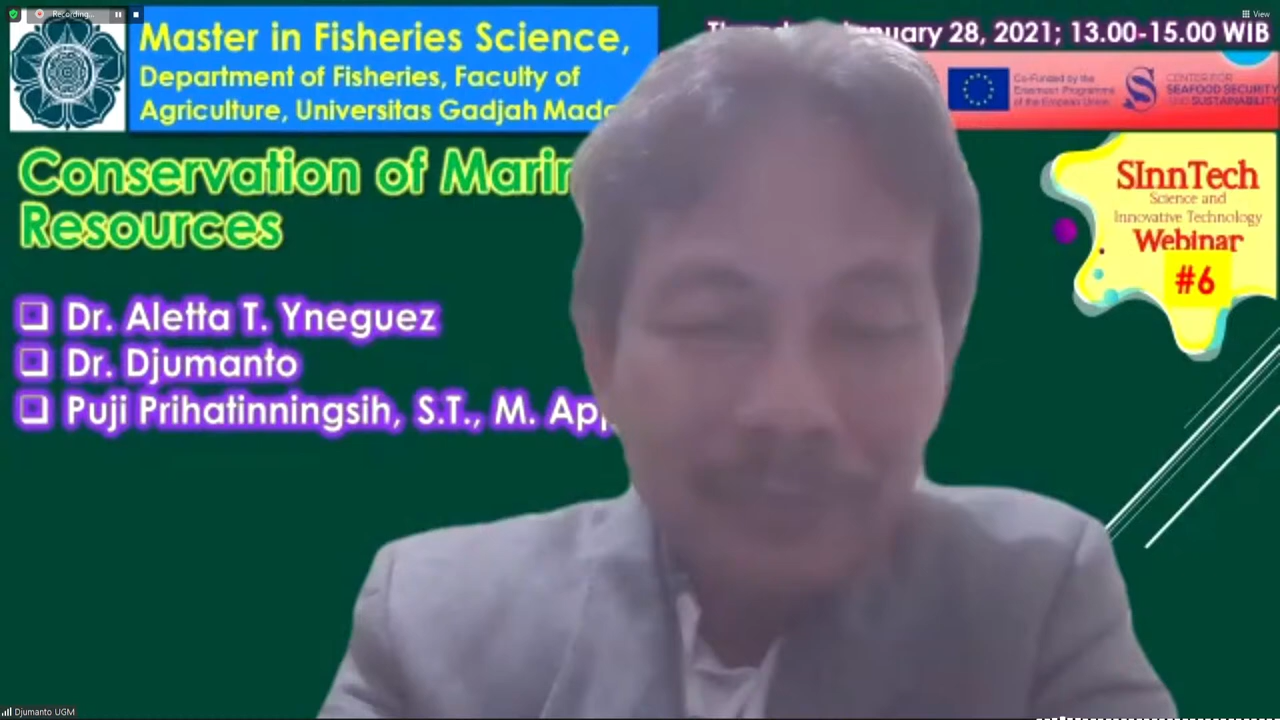 Recording...
View
Master in Fisheries Science,
Department of Fisheries, Faculty of
Agriculture, Universitas Gadjah Mada
January 28, 2021; 13.00-15.00 WIB
Co-Funded by the
Erasmus+ Programme
of the European Union
CENTER FOR
SEAFOOD SECURITY
AND SUSTAINABILITY
Conservation of Marin
Resources
SInnTech
Science and
Innovative Technology
Webinar
#6
Dr. Aletta T. Yneguez
Dr. Djumanto
Puji Prihatinningsih, S.T., M. App
Djumanto UGM